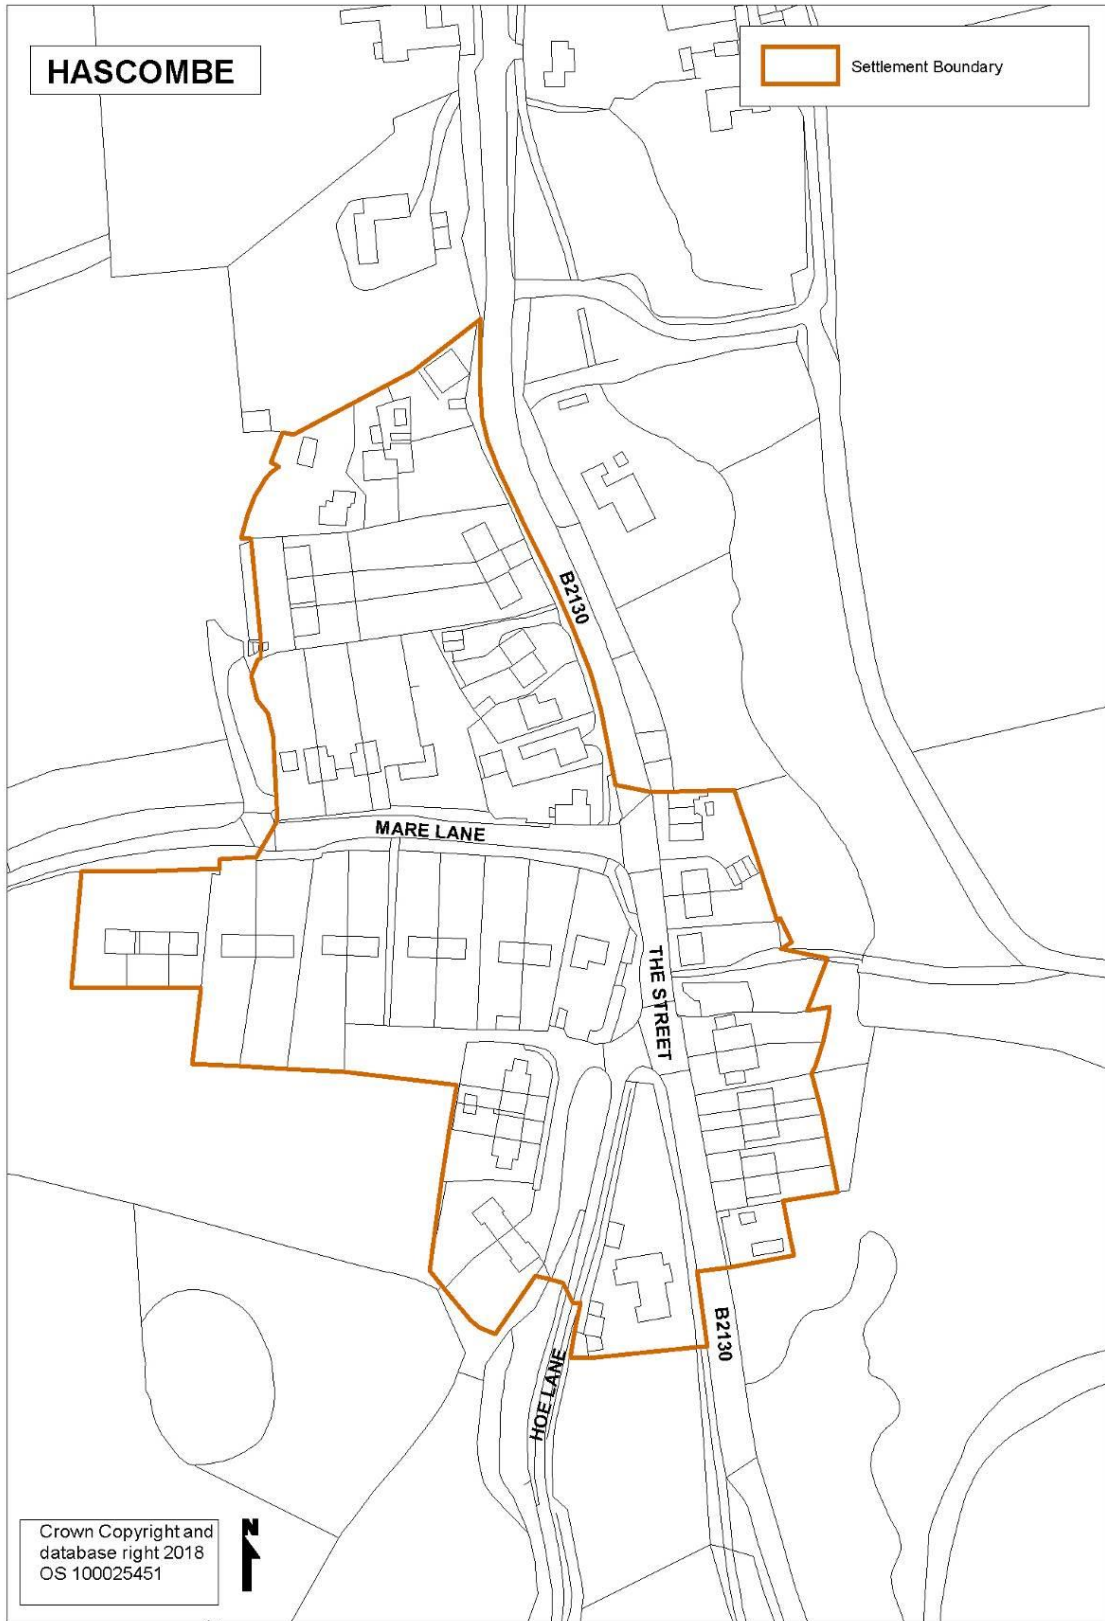 HASCOMBE
Settlement Boundary
B2130
MARE LANE
THE STREET
B2130
HOE LANE
Crown Copyright and
database right 2018
OS 100025451
N